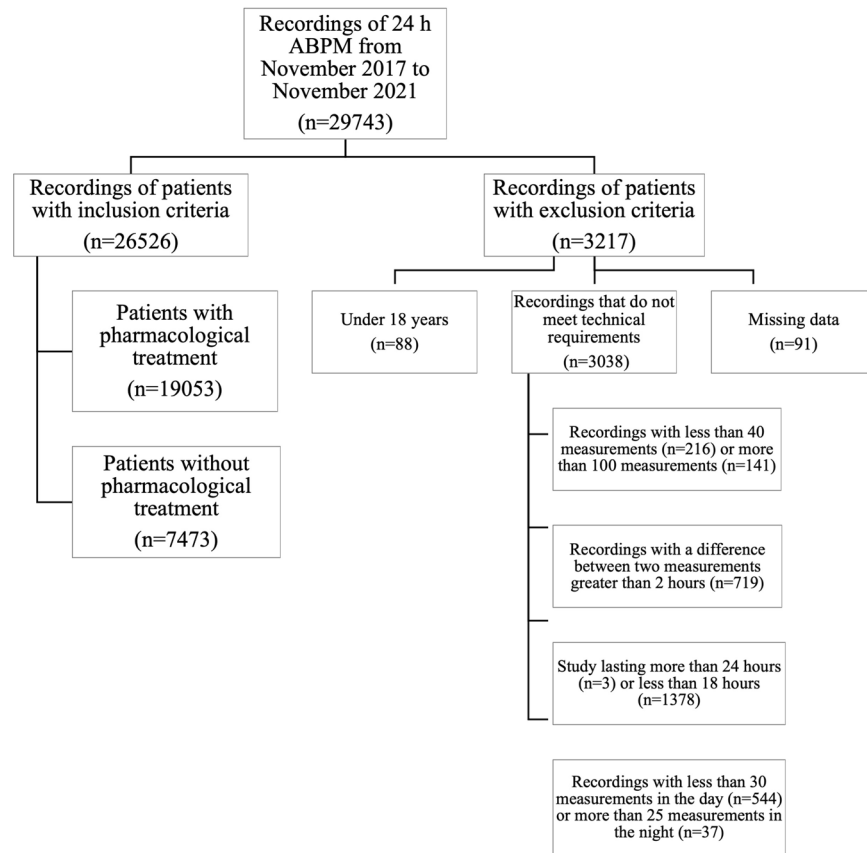 Recordings of 24 h
ABPM from
November 2017 to
November 2021
(n=29743)
Recordings of patients
with inclusion criteria
(n=26526)
Recordings of patients
with exclusion criteria
(n=3217)
Patients with
pharmacological
treatment
(n=19053)
Patients without
pharmacological
treatment
(n=7473)
Under 18 years
(n=88)
Recordings that do not
meet technical
requirements
(n=3038)
Missing data
(n=91)
Recordings with less than 40
measurements (n=216) or more
than 100 measurements (n=141)
Recordings with a difference
between two measurements
greater than 2 hours (n=719)
Study lasting more than 24 hours
(n=3) or less than 18 hours
(n=1378)
Recordings with less than 30
measurements in the day (n=544)
or more than 25 measurements in
the night (n=37)